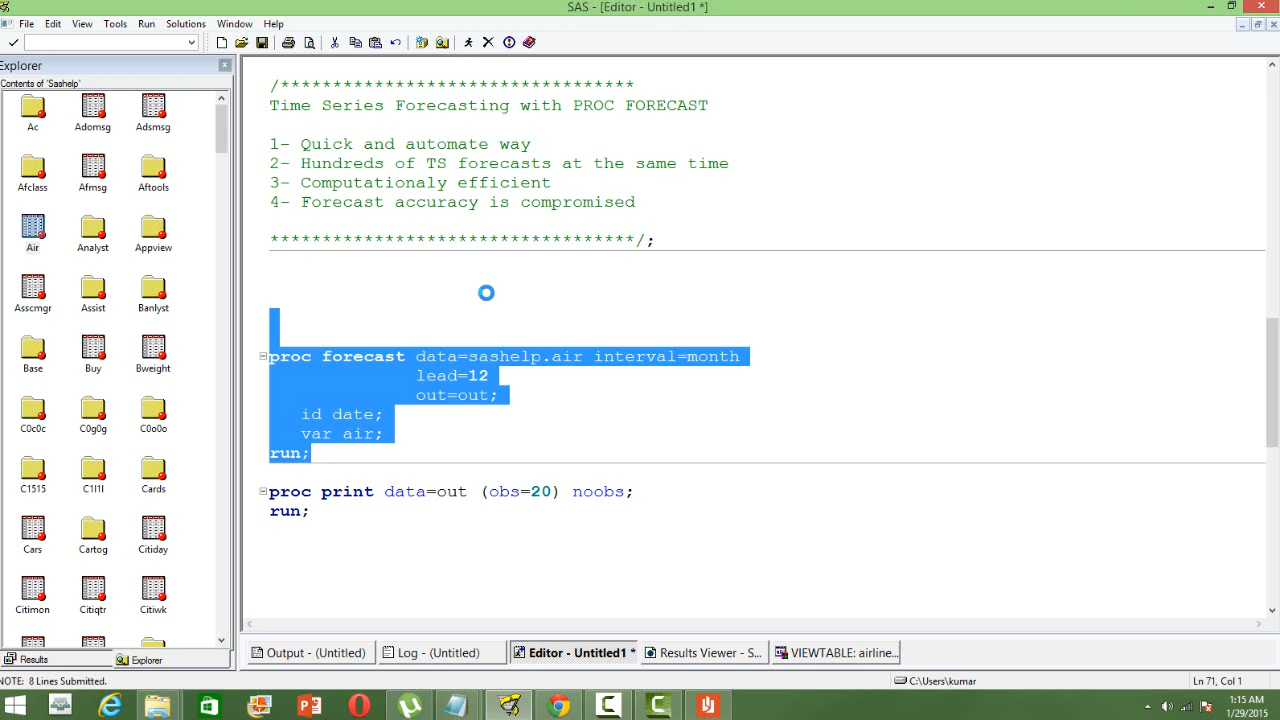 SAS - [Editor - Untitled1 *]
File Edit View Tools Run Solutions Window Help
Explorer
Contents of 'Sashelp'
Ac Adomsg Adsmsg
Afclass Afmsg Aftools
Air Analyst Appview
Asscmgr Assist Banlyst
Base Buy Bweight
C0c0c C0g0g C0o0o
C1515 C1l1l Cards
Cars Cartog Citiday
Citimon Citiqtr Citiwk
Results Explorer
/**********************************
Time Series Forecasting with PROC FORECAST
1- Quick and automate way
2- Hundreds of TS forecasts at the same time
3- Computationaly efficient
4- Forecast accuracy is compromised
***********************************/;
proc forecast data=sashelp.air interval=month
lead=12
out=out;
id date;
var air;
run;
proc print data=out (obs=20) noobs;
run;
Output - (Untitled) Log - (Untitled) Editor - Untitled1 * Results Viewer - S... VIEWTABLE: airline...
NOTE: 8 Lines Submitted. C:\Users\kumar Ln 71, Col 1
1:15 AM
1/29/2015